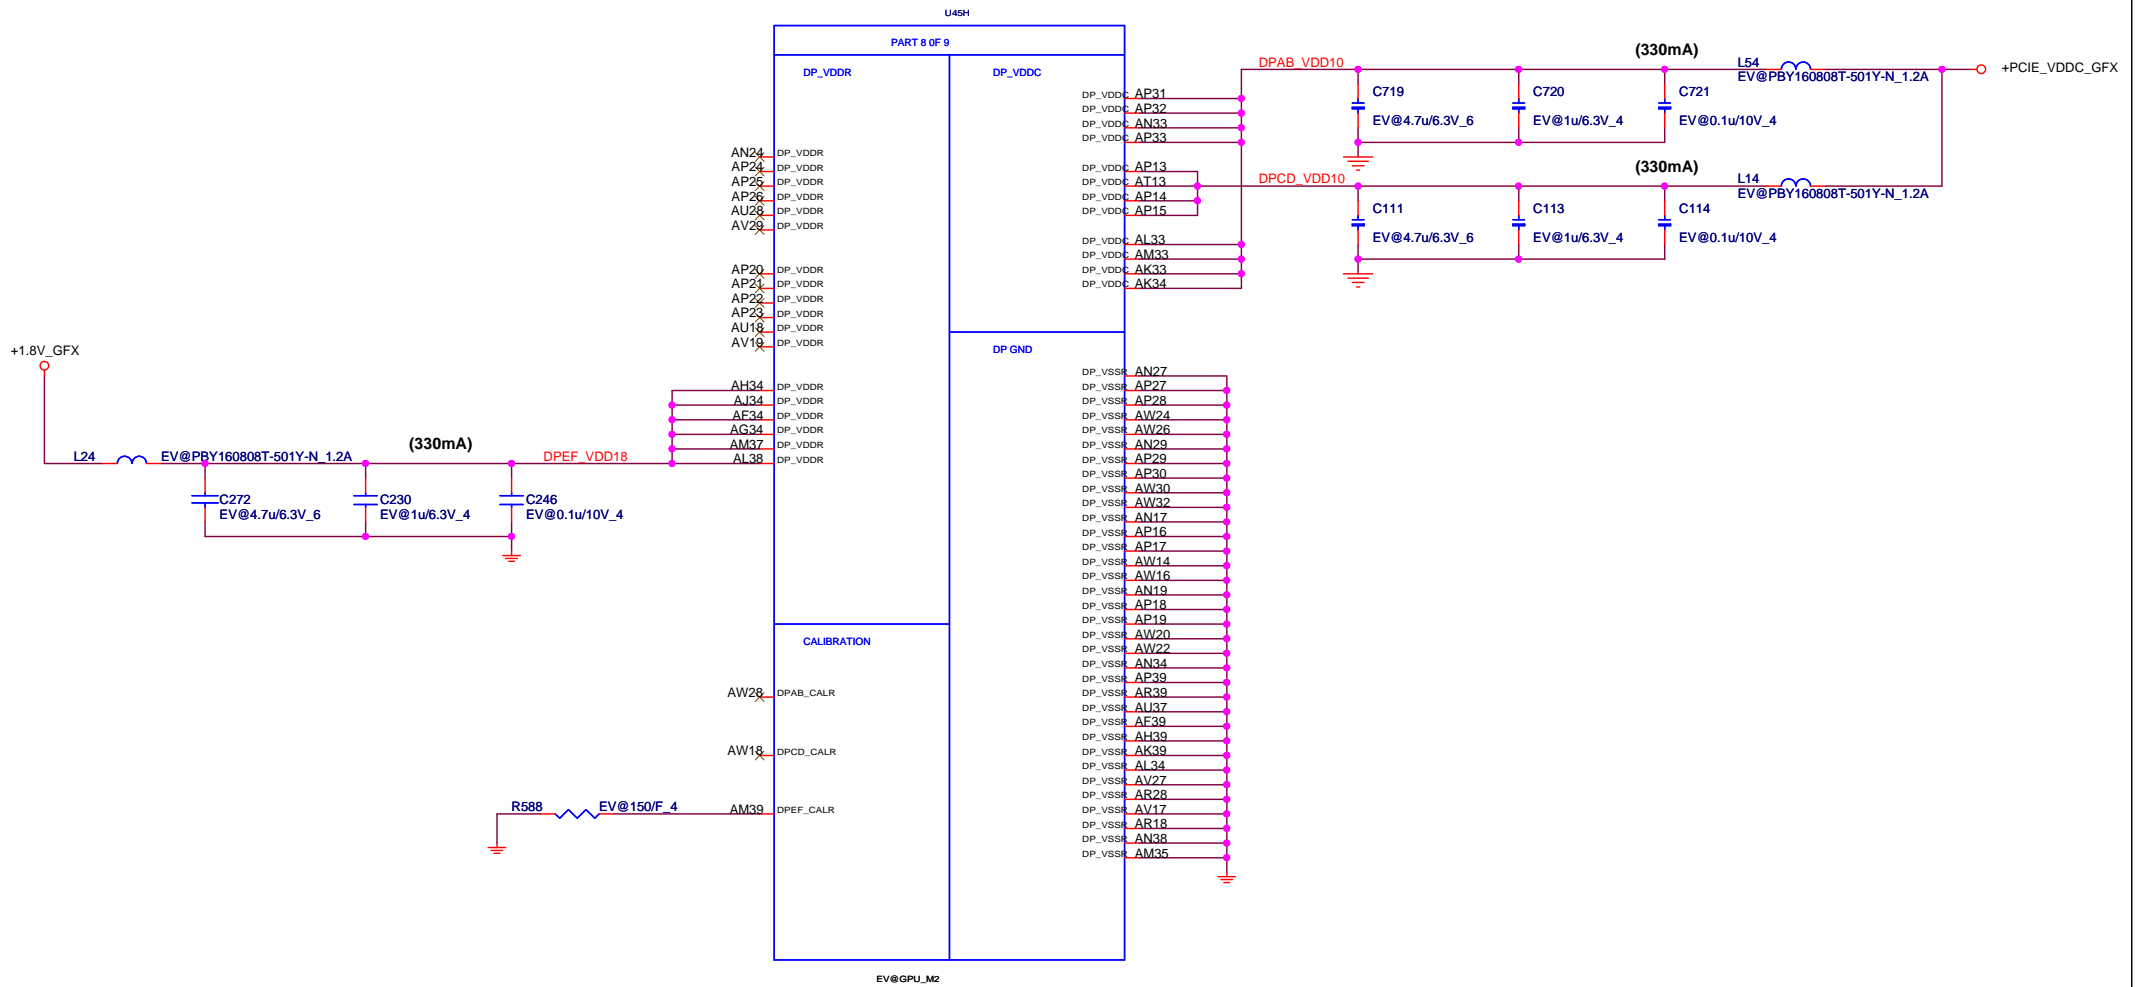 U45H
PART 8 0F 9
DP_VDDR
DP_VDDC
AN24 DP_VDDR
AP24 DP_VDDR
AP25 DP_VDDR
AP26 DP_VDDR
AU28 DP_VDDR
AV29 DP_VDDR
AP20 DP_VDDR
AP21 DP_VDDR
AP22 DP_VDDR
AP23 DP_VDDR
AU18 DP_VDDR
AV19 DP_VDDR
AH34 DP_VDDR
AJ34 DP_VDDR
AF34 DP_VDDR
AG34 DP_VDDR
AM37 DP_VDDR
AL38 DP_VDDR
+1.8V_GFX
L24
EV@PBY160808T-501Y-N_1.2A
(330mA)
DPEF_VDD18
C272
EV@4.7u/6.3V_6
C230
EV@1u/6.3V_4
C246
EV@0.1u/10V_4
CALIBRATION
AW28 DPAB_CALR
AW18 DPCD_CALR
R588
EV@150/F_4
AM39 DPEF_CALR
DP_VDDC AP31
DP_VDDC AP32
DP_VDDC AN33
DP_VDDC AP33
DP_VDDC AP13
DP_VDDC AT13
DP_VDDC AP14
DP_VDDC AP15
DP_VDDC AL33
DP_VDDC AM33
DP_VDDC AK33
DP_VDDC AK34
DPAB_VDD10
(330mA)
L54
EV@PBY160808T-501Y-N_1.2A
+PCIE_VDDC_GFX
C719
EV@4.7u/6.3V_6
C720
EV@1u/6.3V_4
C721
EV@0.1u/10V_4
DPCD_VDD10
(330mA)
L14
EV@PBY160808T-501Y-N_1.2A
C111
EV@4.7u/6.3V_6
C113
EV@1u/6.3V_4
C114
EV@0.1u/10V_4
DP GND
DP_VSSR AN27
DP_VSSR AP27
DP_VSSR AP28
DP_VSSR AW24
DP_VSSR AW26
DP_VSSR AN29
DP_VSSR AP29
DP_VSSR AP30
DP_VSSR AW30
DP_VSSR AW32
DP_VSSR AN17
DP_VSSR AP16
DP_VSSR AP17
DP_VSSR AW14
DP_VSSR AW16
DP_VSSR AN19
DP_VSSR AP18
DP_VSSR AP19
DP_VSSR AW20
DP_VSSR AW22
DP_VSSR AN34
DP_VSSR AP39
DP_VSSR AR39
DP_VSSR AU37
DP_VSSR AF39
DP_VSSR AH39
DP_VSSR AK39
DP_VSSR AL34
DP_VSSR AV27
DP_VSSR AR28
DP_VSSR AV17
DP_VSSR AR18
DP_VSSR AN38
DP_VSSR AM35
EV@GPU_M2